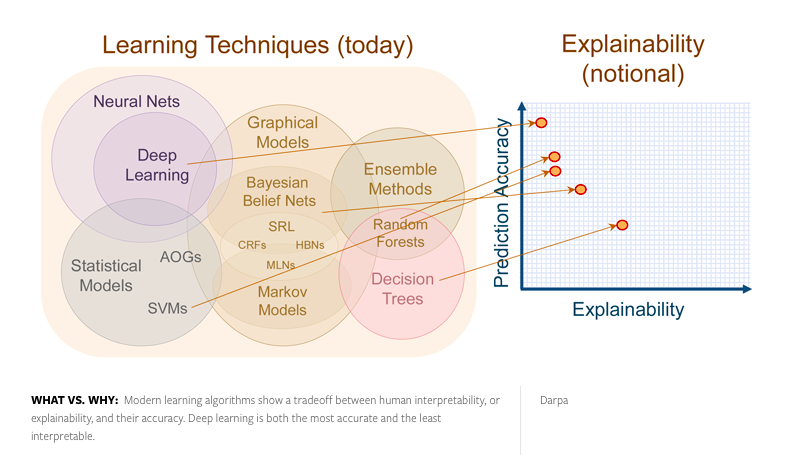 Learning Techniques (today)
Explainability
(notional)
Neural Nets
Deep
Learning
Graphical
Models
Bayesian
Belief Nets
SRL
CRFs
HBNs
MLNs
Markov
Models
Ensemble
Methods
Random
Forests
Decision
Trees
Statistical
Models
AOGs
SVMs
Prediction Accuracy
Explainability
WHAT VS. WHY: Modern learning algorithms show a tradeoff between human interpretability, or
explainability, and their accuracy. Deep learning is both the most accurate and the least
interpretable.
Darpa